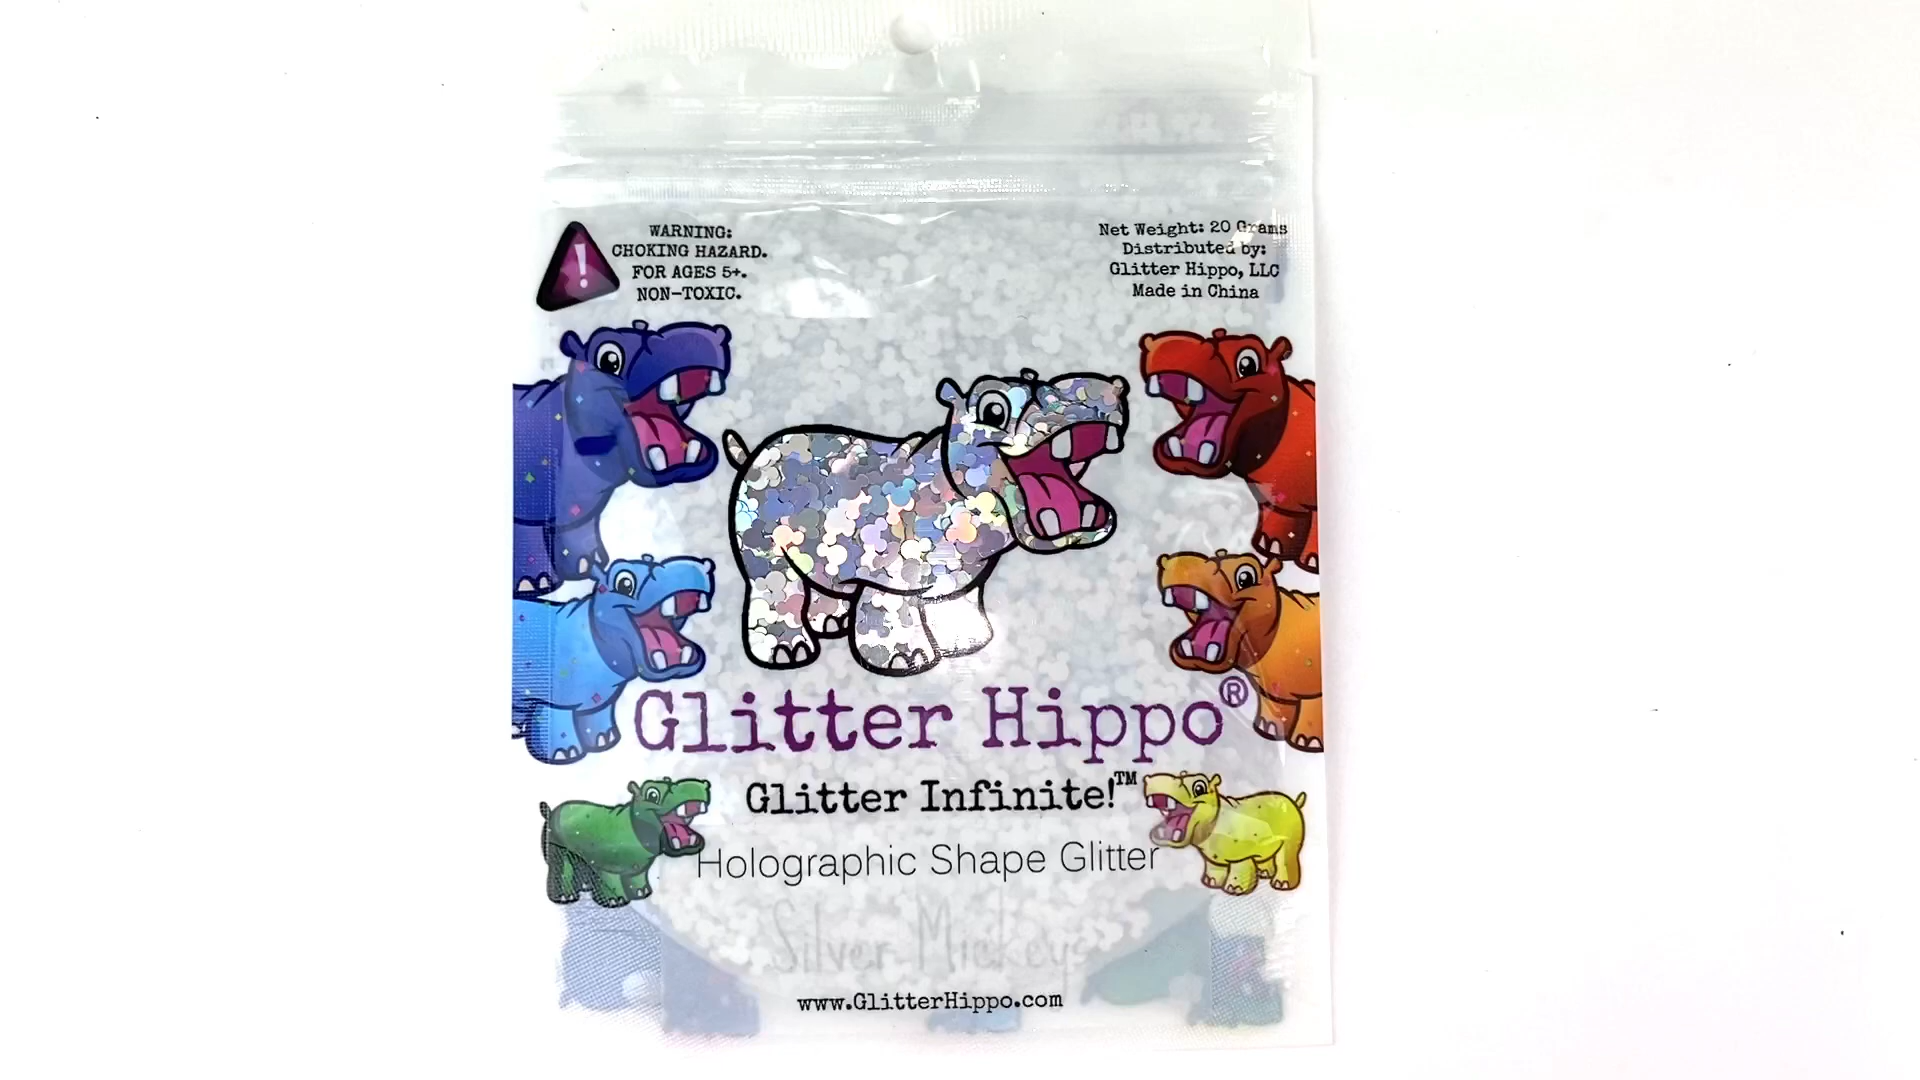 WARNING:
CHOKING HAZARD.
FOR AGES 5+.
NON-TOXIC.
Net Weight: 20 Grams
Distributed by:
Glitter Hippo, LLC
Made in China
Glitter Hippo®
Glitter Infinite!™
Holographic Shape Glitter
Silver Mickeys
www.GlitterHippo.com